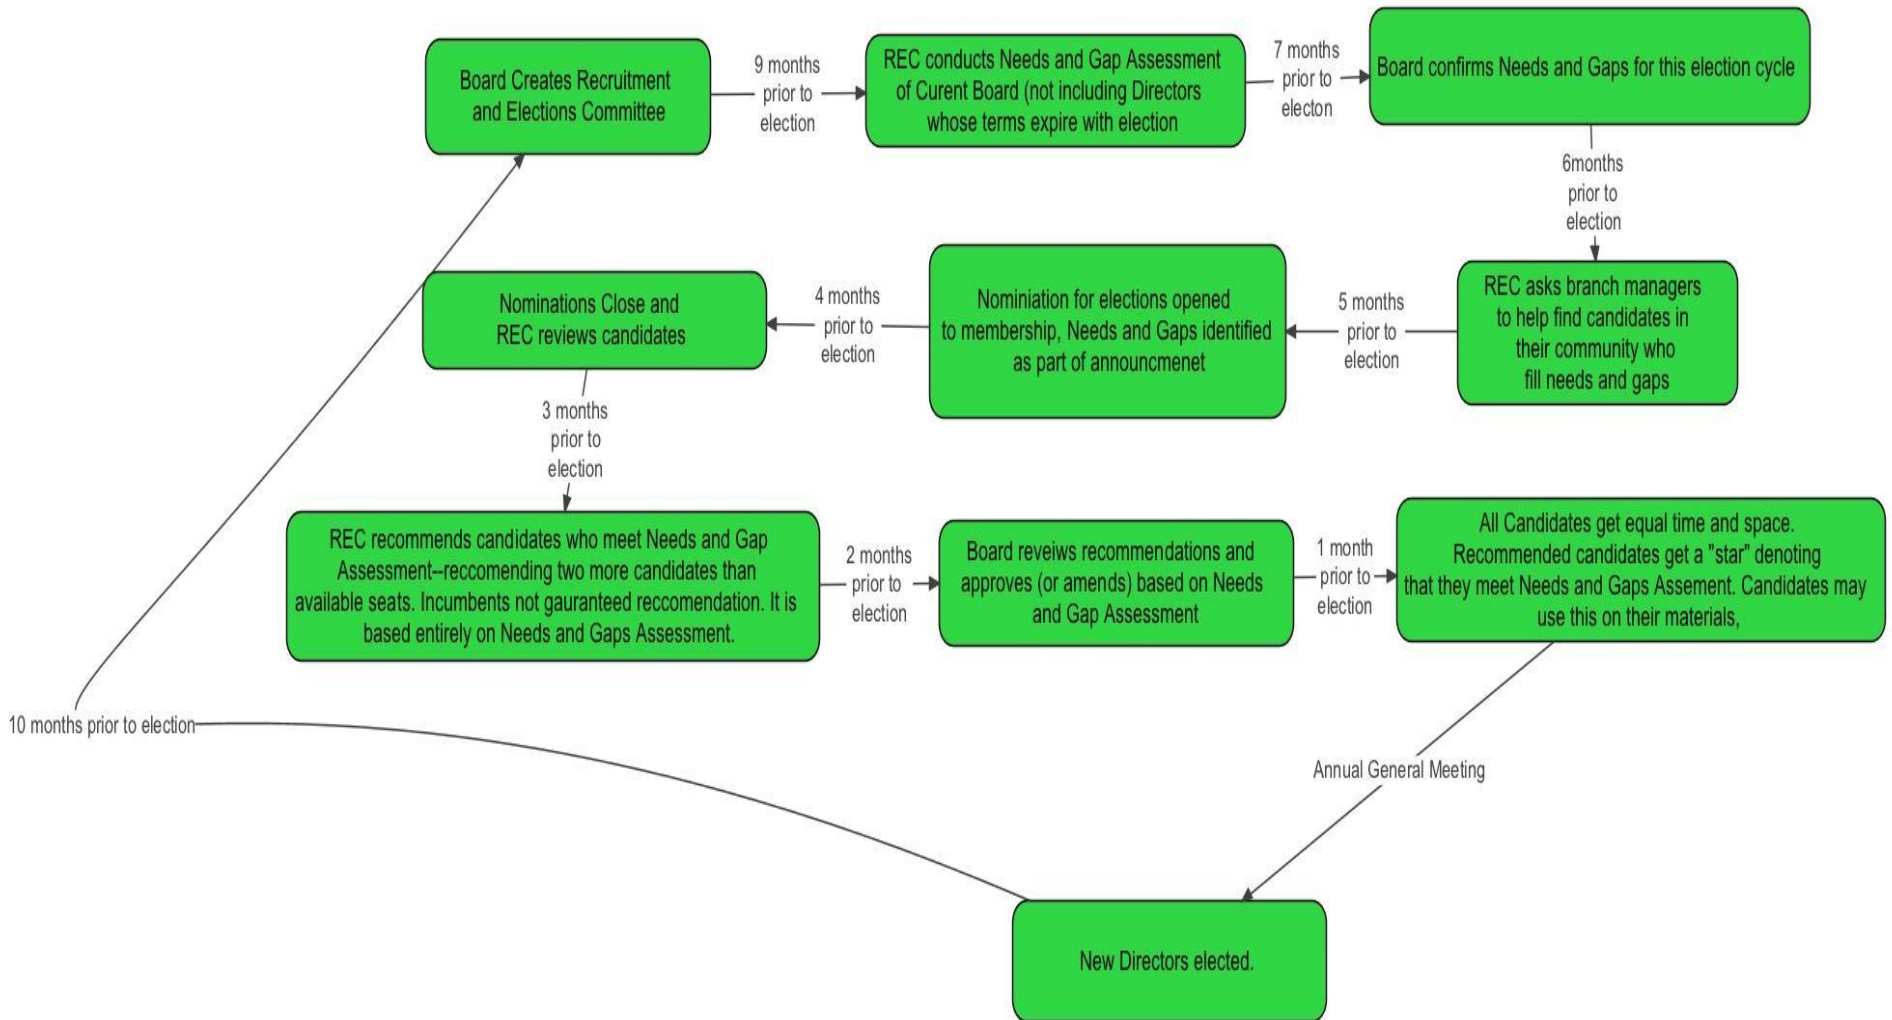 Board Creates Recruitment
and Elections Committee
9 months
prior to
election
REC conducts Needs and Gap Assessment
of Curent Board (not including Directors
whose terms expire with election
7 months
prior to
electon
Board confirms Needs and Gaps for this election cycle
6months
prior to
election
REC asks branch managers
to help find candidates in
their community who
fill needs and gaps
5 months
prior to
election
Nominiation for elections opened
to membership, Needs and Gaps identified
as part of announcmenet
4 months
prior to
election
Nominations Close and
REC reviews candidates
3 months
prior to
election
REC recommends candidates who meet Needs and Gap
Assessment--reccomending two more candidates than
available seats. Incumbents not gauranteed reccomendation. It is
based entirely on Needs and Gaps Assessment.
2 months
prior to
election
Board reveiws recommendations and
approves (or amends) based on Needs
and Gap Assessment
1 month
prior to
election
All Candidates get equal time and space.
Recommended candidates get a "star" denoting
that they meet Needs and Gaps Assement. Candidates may
use this on their materials,
Annual General Meeting
New Directors elected.
10 months prior to election